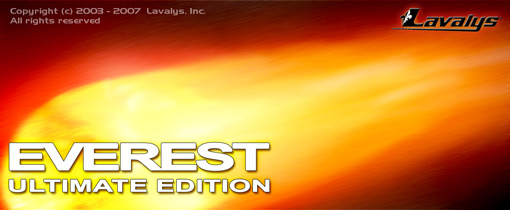 Copyright (c) 2003 - 2007 Lavalys, Inc.
All rights reserved
Lavalys
EVEREST
ULTIMATE EDITION